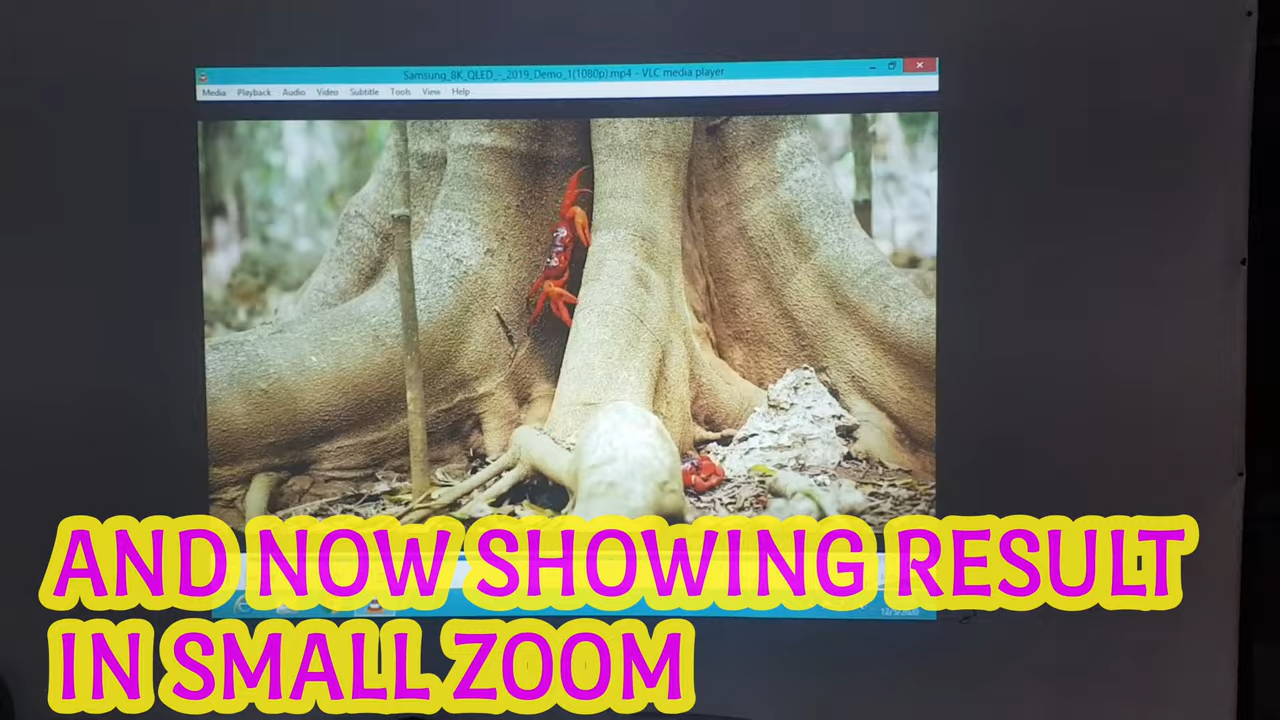 Samsung_8K_QLED_-_2019_Demo_1(1080p).mp4 - VLC media player
Media Playback Audio Video Subtitle Tools View Help
AND NOW SHOWING RESULT
IN SMALL ZOOM